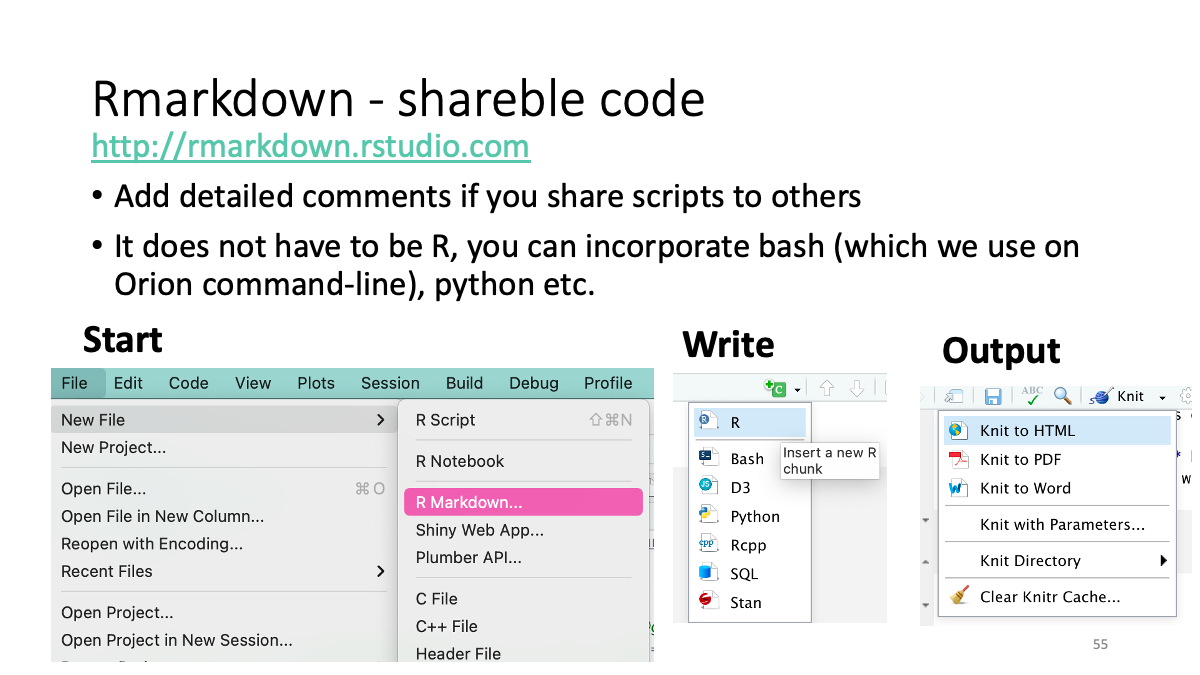 Rmarkdown - shareble code
http://rmarkdown.rstudio.com
• Add detailed comments if you share scripts to others
• It does not have to be R, you can incorporate bash (which we use on
Orion command-line), python etc.
Start
File Edit Code View Plots Session Build Debug Profile
New File
New Project...
Open File... ⌘O
Open File in New Column...
Reopen with Encoding...
Recent Files
Open Project...
Open Project in New Session...
R Script ⇧⌘N
R Notebook
R Markdown...
Shiny Web App...
Plumber API...
C File
C++ File
Header File
Write
C
R
Bash
D3
Python
Rcpp
SQL
Stan
Insert a new R
chunk
Output
ABC
Knit
Knit to HTML
Knit to PDF
Knit to Word
Knit with Parameters...
Knit Directory
Clear Knitr Cache...
55